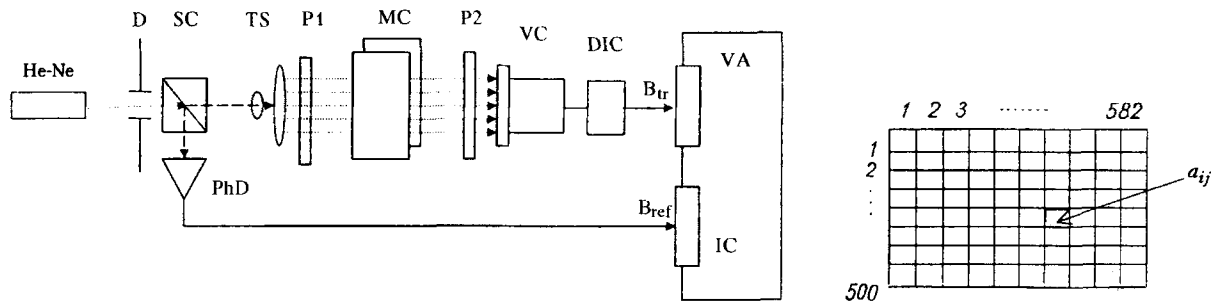 D SC TS P1 MC P2 VC DIC VA
He-Ne
B_tr
PhD
B_ref
IC
1 2 3 ...... 582
1
2
500
a_ij